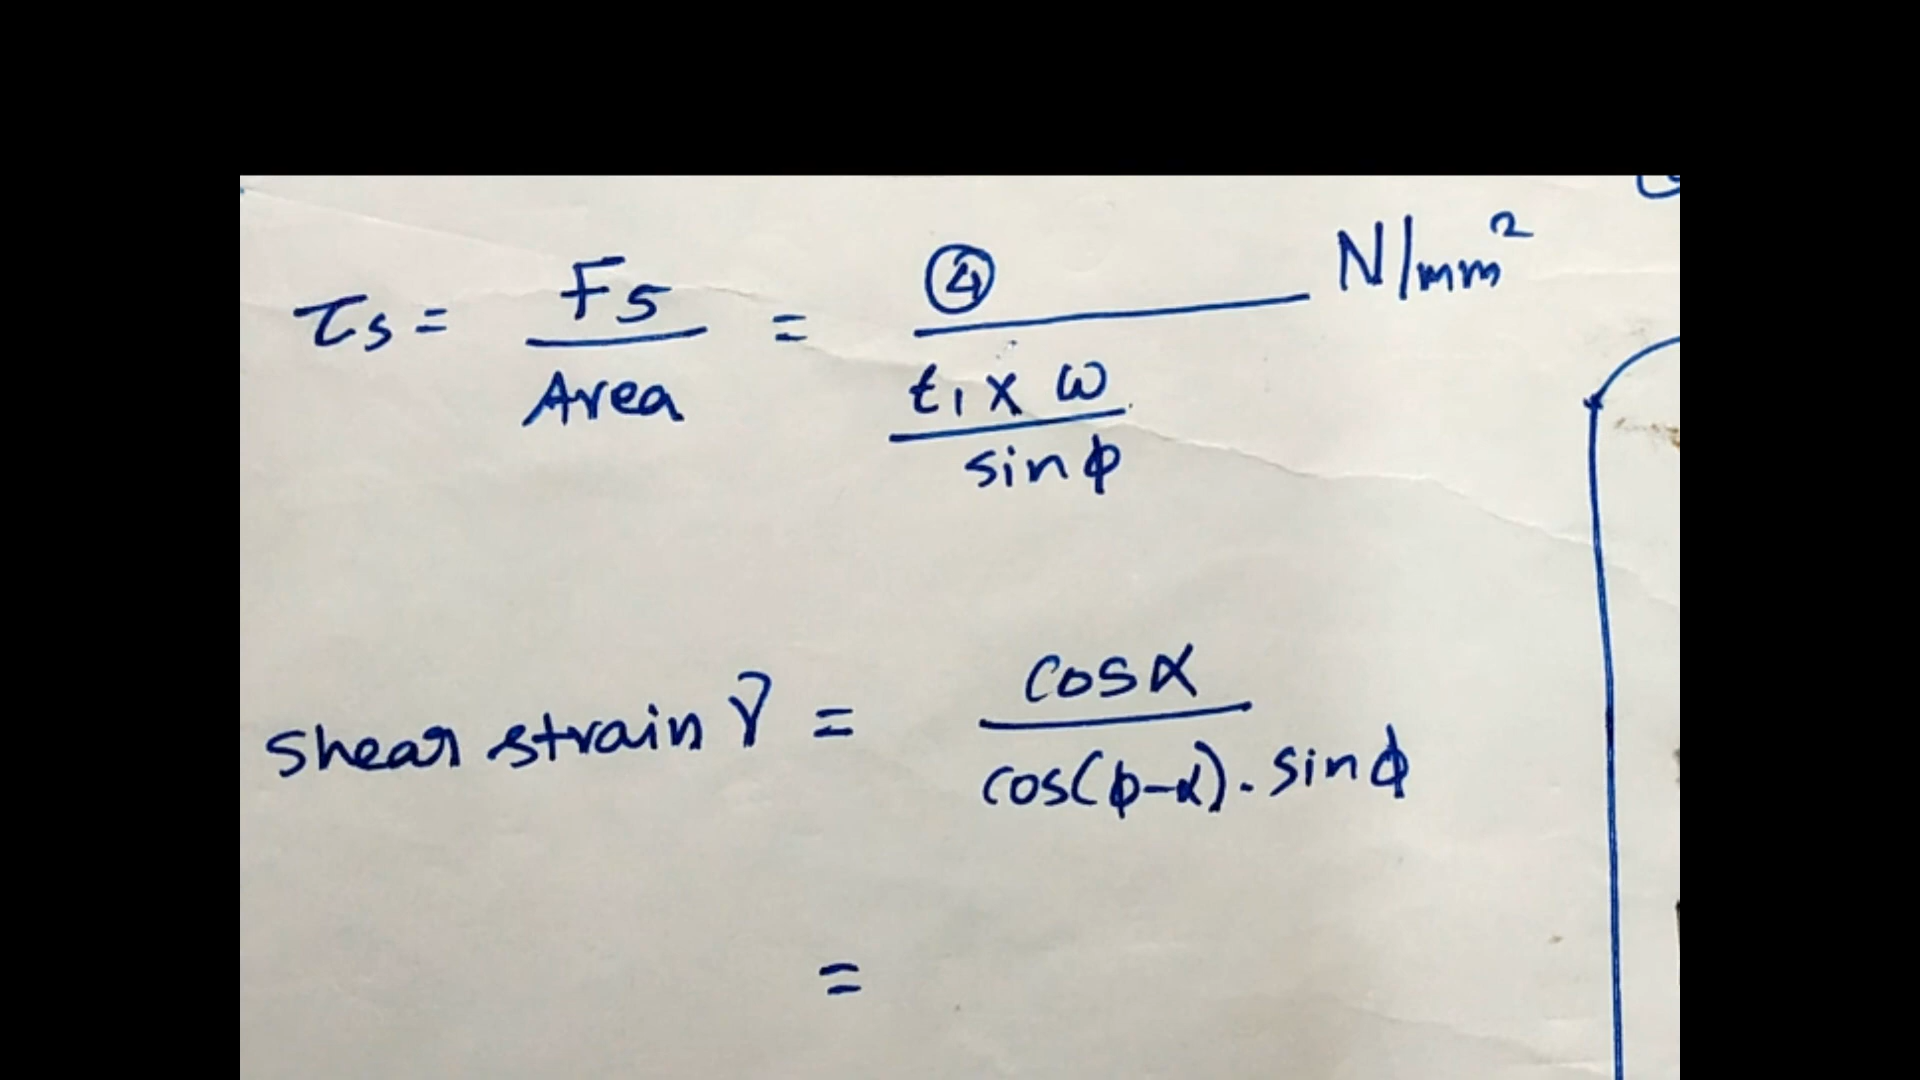 τs = Fs / Area = ④ / (t1 × ω / sinϕ) N/mm²
shear strain γ = cosα / cos(ϕ-α). sinϕ
=